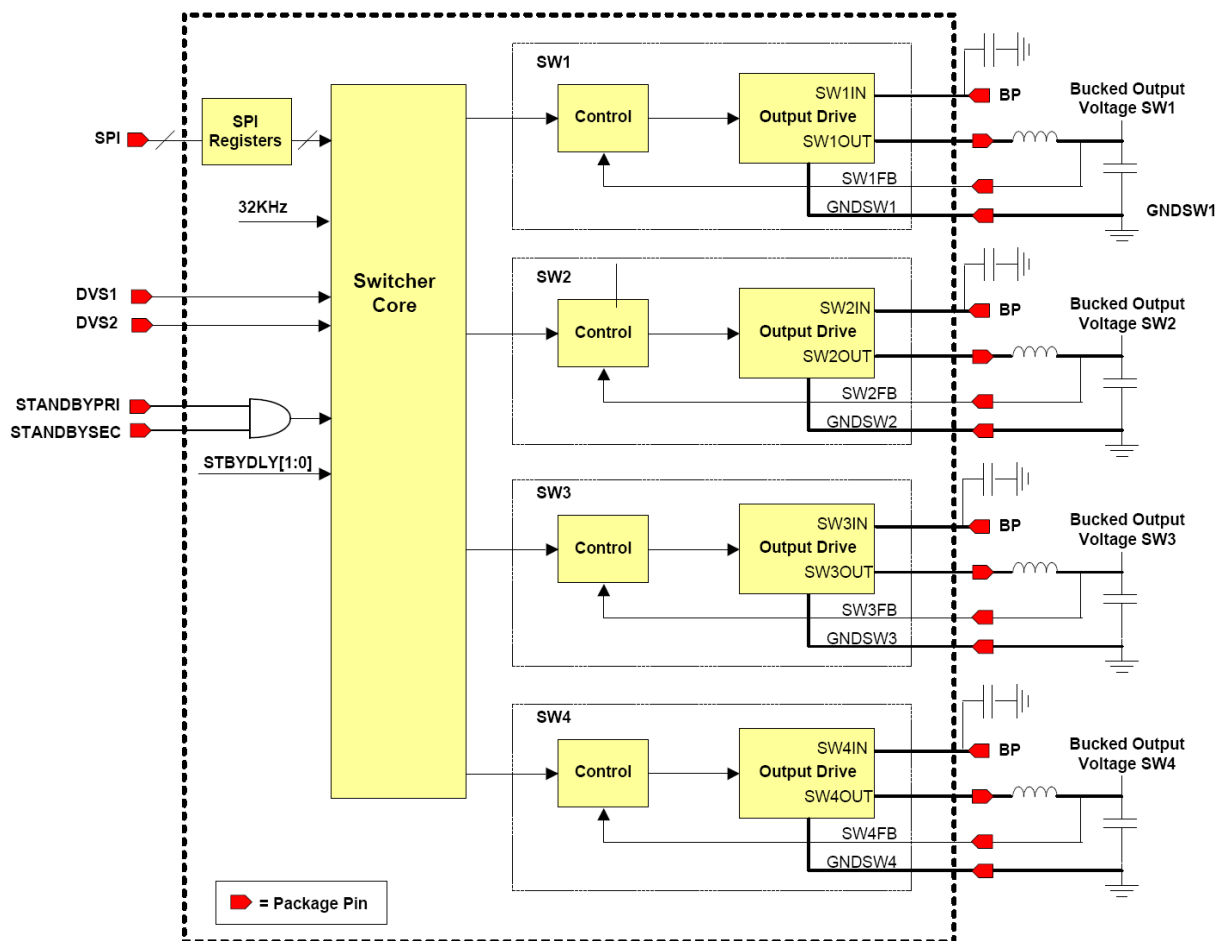 SPI
SPI
Registers
32KHz
DVS1
DVS2
STANDBYPRI
STANDBYSEC
STBYDLY[1:0]
Switcher
Core
SW1
Control
SW1IN
Output Drive
SW1OUT
SW1FB
GNDSW1
BP
Bucked Output
Voltage SW1
GNDSW1
SW2
Control
SW2IN
Output Drive
SW2OUT
SW2FB
GNDSW2
BP
Bucked Output
Voltage SW2
SW3
Control
SW3IN
Output Drive
SW3OUT
SW3FB
GNDSW3
BP
Bucked Output
Voltage SW3
SW4
Control
SW4IN
Output Drive
SW4OUT
SW4FB
GNDSW4
BP
Bucked Output
Voltage SW4
= Package Pin